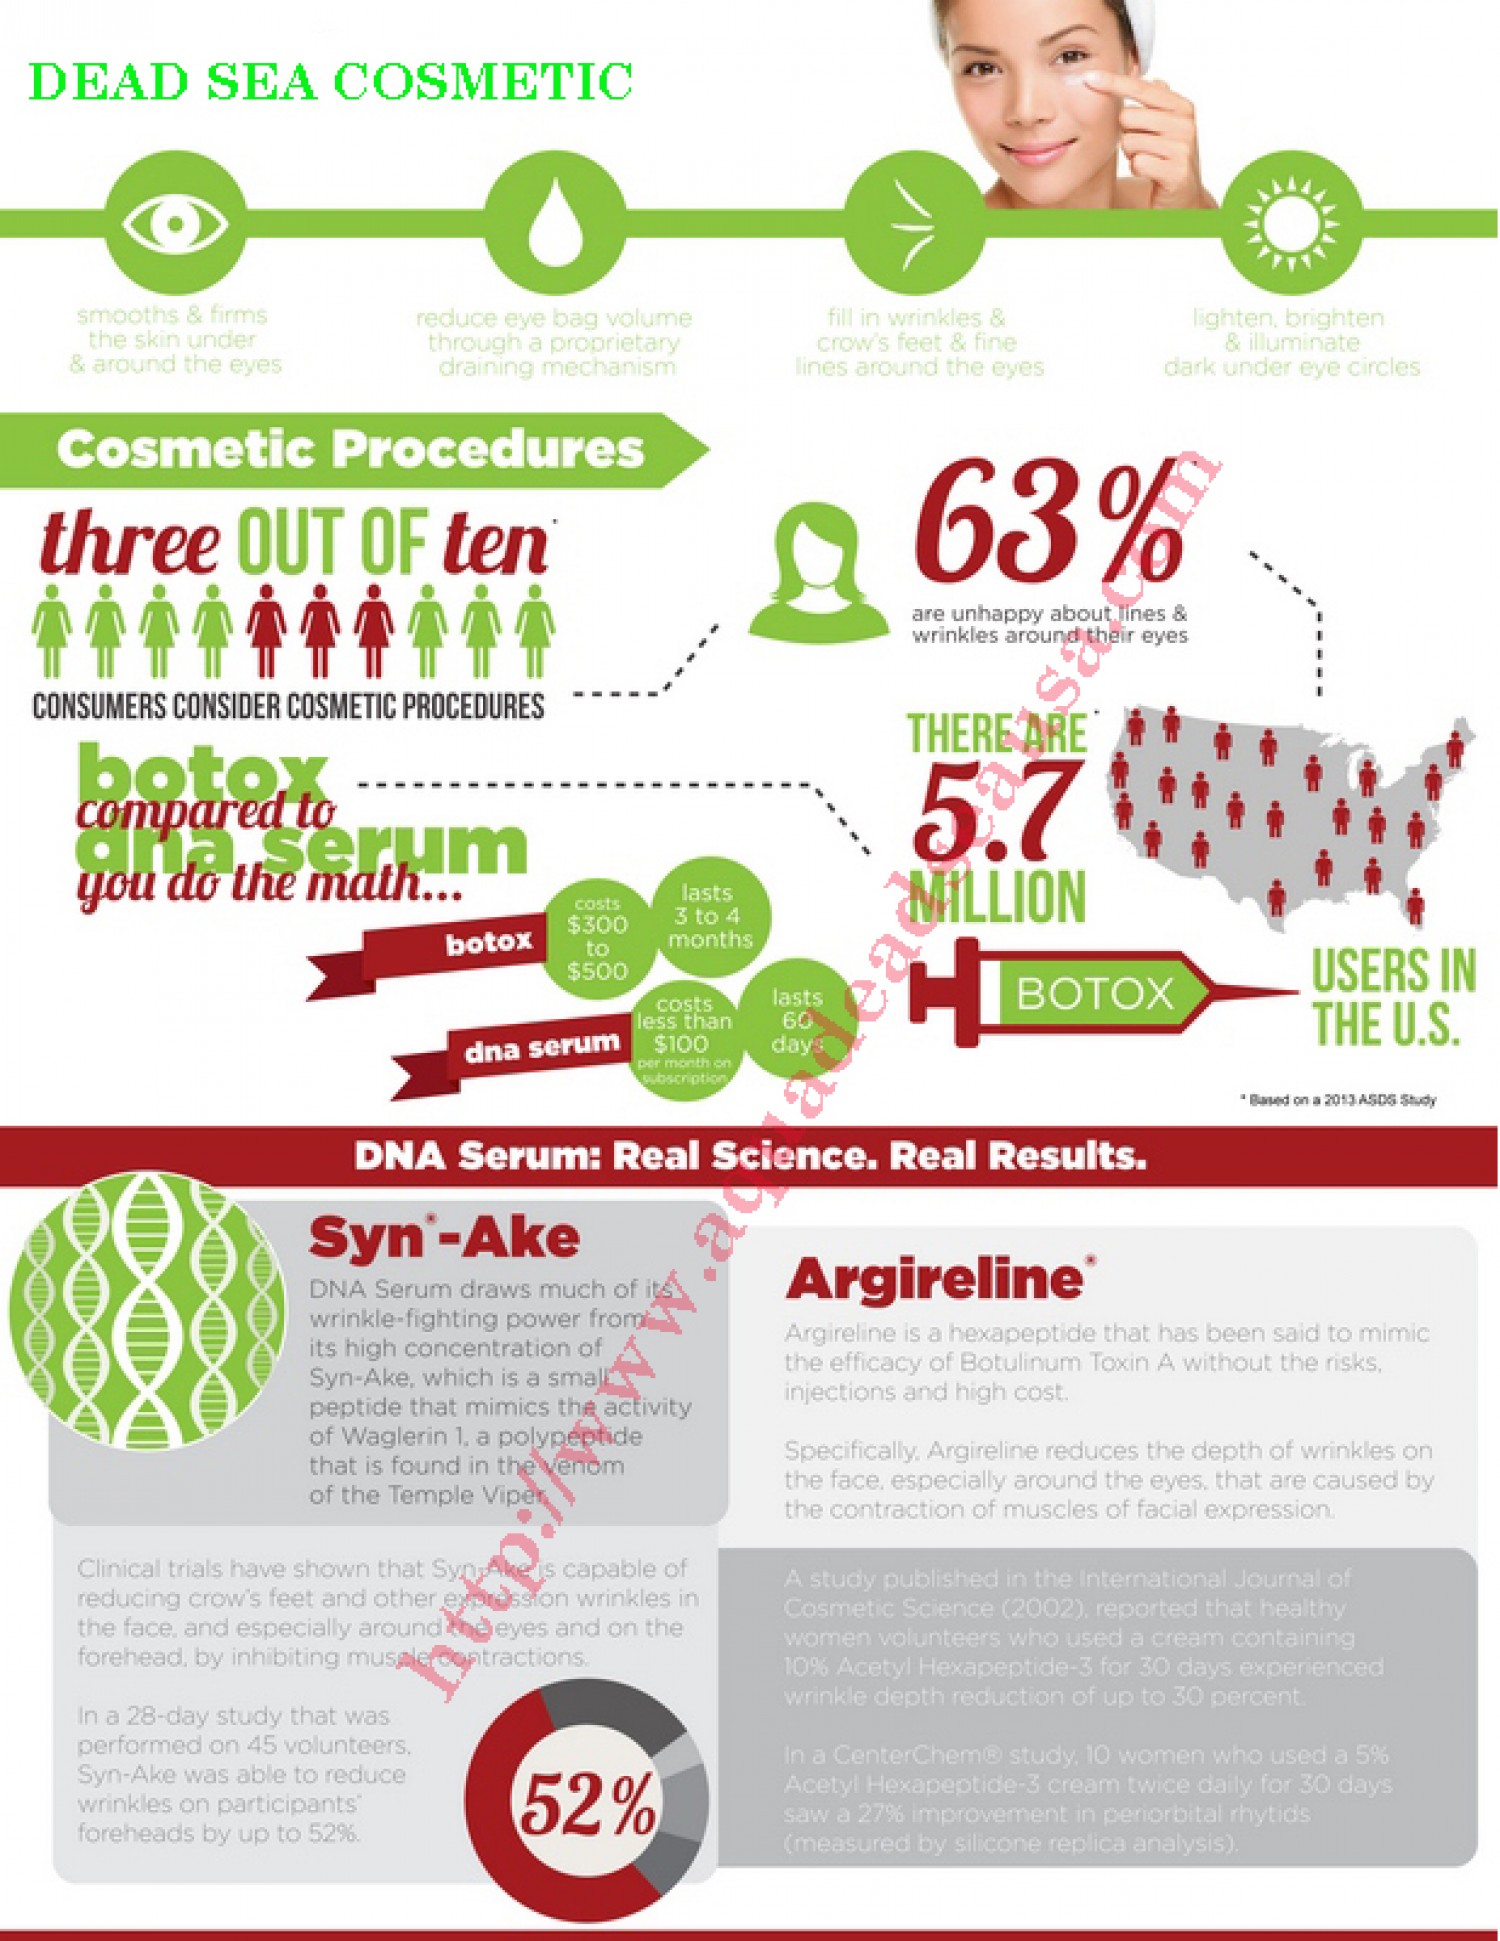 DEAD SEA COSMETIC
smooths & firms
the skin under
& around the eyes
reduce eye bag volume
through a proprietary
draining mechanism
fill in wrinkles &
crow's feet & fine
lines around the eyes
lighten, brighten
& illuminate
dark under eye circles
Cosmetic Procedures
three OUT OF ten*
CONSUMERS CONSIDER COSMETIC PROCEDURES
63%*
are unhappy about lines &
wrinkles around their eyes
botox
compared to
dna serum
you do the math...
botox
costs
$300
to
$500
lasts
3 to 4
months
dna serum
costs
less than
$100
per month on
subscription
lasts
60
days
THERE ARE*
5.7
MILLION
BOTOX
USERS IN
THE U.S.
* Based on a 2013 ASDS Study
DNA Serum: Real Science. Real Results.
Syn®-Ake
DNA Serum draws much of its
wrinkle-fighting power from
its high concentration of
Syn-Ake, which is a small
peptide that mimics the activity
of Waglerin 1, a polypeptide
that is found in the venom
of the Temple Viper.
Clinical trials have shown that Syn-Ake is capable of
reducing crow's feet and other expression wrinkles in
the face, and especially around the eyes and on the
forehead, by inhibiting muscle contractions.
In a 28-day study that was
performed on 45 volunteers,
Syn-Ake was able to reduce
wrinkles on participants'
foreheads by up to 52%.
52%
Argireline®
Argireline is a hexapeptide that has been said to mimic
the efficacy of Botulinum Toxin A without the risks,
injections and high cost.
Specifically, Argireline reduces the depth of wrinkles on
the face, especially around the eyes, that are caused by
the contraction of muscles of facial expression.
A study published in the International Journal of
Cosmetic Science (2002), reported that healthy
women volunteers who used a cream containing
10% Acetyl Hexapeptide-3 for 30 days experienced
wrinkle depth reduction of up to 30 percent.
In a CenterChem® study, 10 women who used a 5%
Acetyl Hexapeptide-3 cream twice daily for 30 days
saw a 27% improvement in periorbital rhytids
(measured by silicone replica analysis).
http://www.aquadeadseausa.com